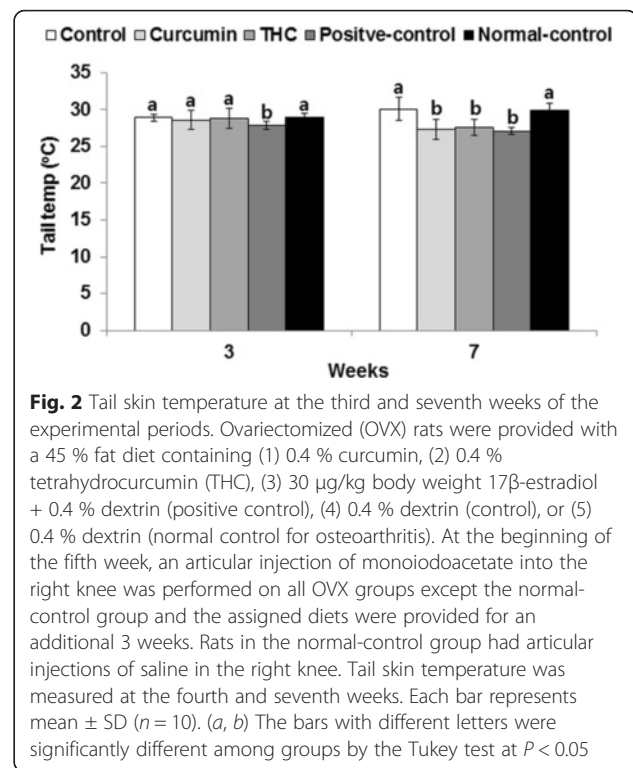 Control Curcumin THC Positve-control Normal-control
35
30
25
20
15
10
5
0
Tail temp (ºC)
a a a b a
a b b b a
3 7
Weeks
Fig. 2 Tail skin temperature at the third and seventh weeks of the
experimental periods. Ovariectomized (OVX) rats were provided with
a 45 % fat diet containing (1) 0.4 % curcumin, (2) 0.4 %
tetrahydrocurcumin (THC), (3) 30 μg/kg body weight 17β-estradiol
+ 0.4 % dextrin (positive control), (4) 0.4 % dextrin (control), or (5)
0.4 % dextrin (normal control for osteoarthritis). At the beginning of
the fifth week, an articular injection of monoiodoacetate into the
right knee was performed on all OVX groups except the normal-
control group and the assigned diets were provided for an
additional 3 weeks. Rats in the normal-control group had articular
injections of saline in the right knee. Tail skin temperature was
measured at the fourth and seventh weeks. Each bar represents
mean ± SD (n = 10). (a, b) The bars with different letters were
significantly different among groups by the Tukey test at P < 0.05